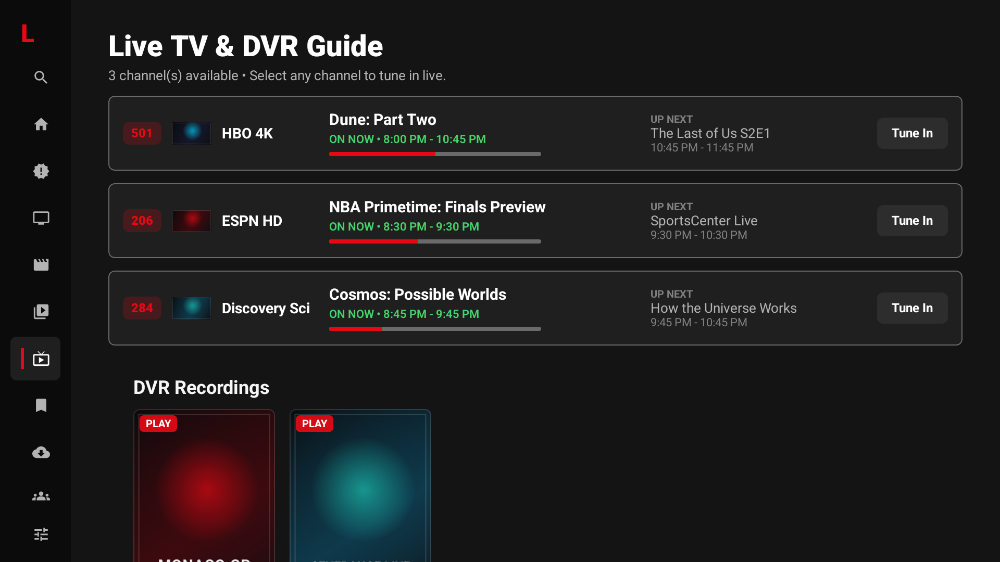 L
Live TV & DVR Guide
3 channel(s) available • Select any channel to tune in live.
501
HBO 4K
Dune: Part Two
ON NOW • 8:00 PM - 10:45 PM
UP NEXT
The Last of Us S2E1
10:45 PM - 11:45 PM
Tune In
206
ESPN HD
NBA Primetime: Finals Preview
ON NOW • 8:30 PM - 9:30 PM
UP NEXT
SportsCenter Live
9:30 PM - 10:30 PM
Tune In
284
Discovery Sci
Cosmos: Possible Worlds
ON NOW • 8:45 PM - 9:45 PM
UP NEXT
How the Universe Works
9:45 PM - 10:45 PM
Tune In
DVR Recordings
PLAY
PLAY
MONACO GP